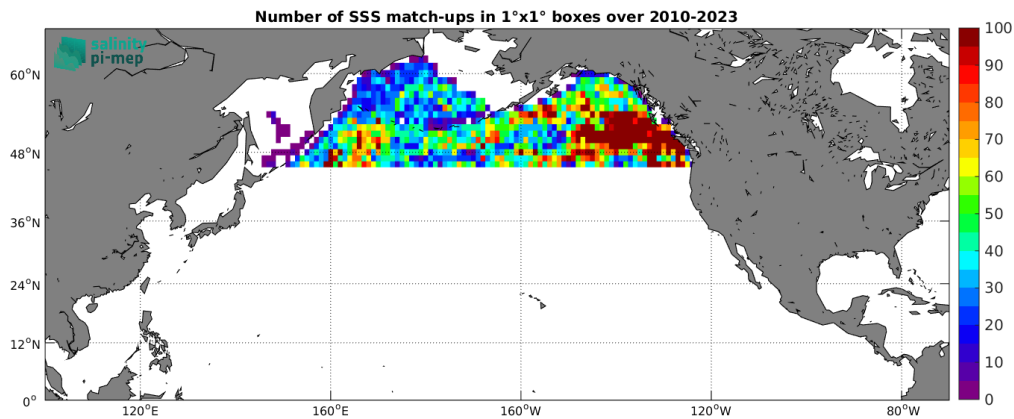 Number of SSS match-ups in 1°x1° boxes over 2010-2023
salinity
pi-mep
60°N
48°N
36°N
24°N
12°N
0°
120°E
160°E
160°W
120°W
80°W
100
90
80
70
60
50
40
30
20
10
0